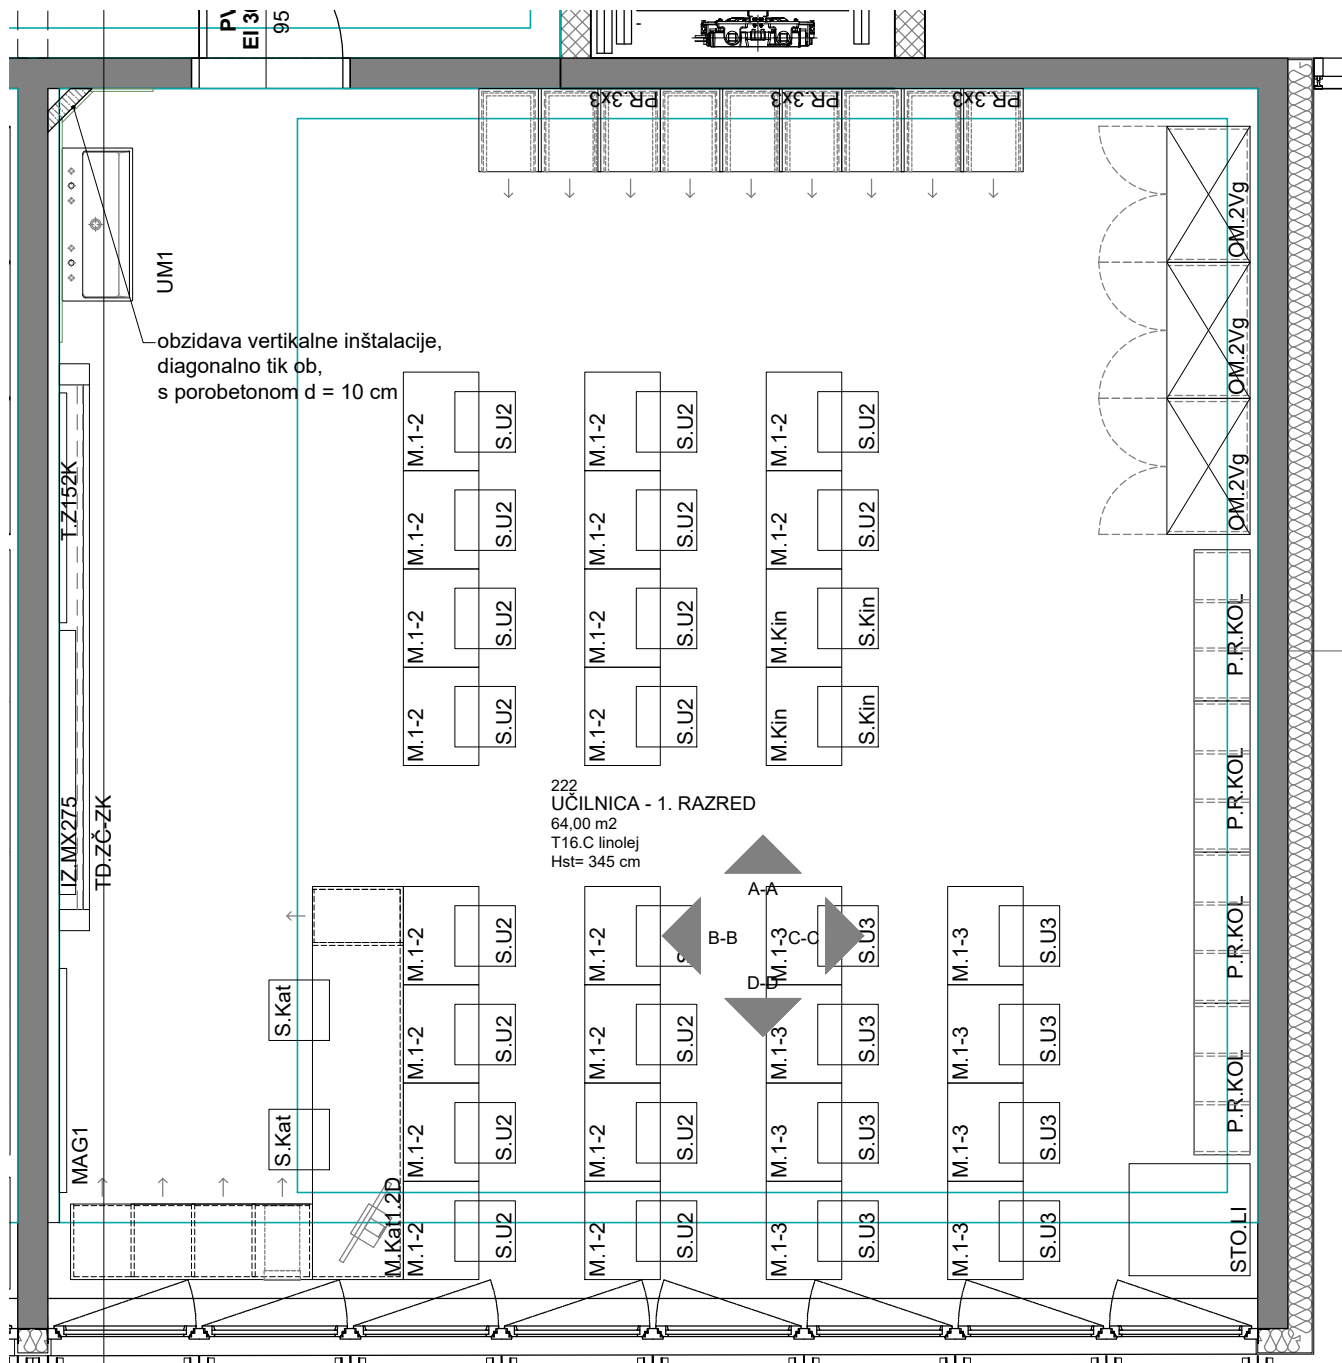 EI 30
95
PR.3x3
PR.3x3
PR.3x3
OM.2Vg
OM.2Vg
OM.2Vg
UM1
obzidava vertikalne inštalacije,
diagonalno tik ob,
s porobetonom d = 10 cm
M.1-2
S.U2
M.1-2
S.U2
M.1-2
S.U2
T.Z152K
M.1-2
S.U2
M.1-2
S.U2
M.1-2
S.U2
M.1-2
S.U2
M.1-2
S.U2
M.Kin
S.Kin
P.R.KOL
M.1-2
S.U2
M.1-2
S.U2
M.Kin
S.Kin
P.R.KOL
IZ.MX275
TD.ZČ-ZK
222
UČILNICA - 1. RAZRED
64,00 m2
T16.C linolej
Hst= 345 cm
A-A
B-B
C-C
D-D
M.1-2
S.U2
M.1-2
M.1-3
S.U3
M.1-3
S.U3
P.R.KOL
S.Kat
M.1-2
S.U2
M.1-2
S.U2
M.1-3
S.U3
M.1-3
S.U3
P.R.KOL
MAG1
S.Kat
M.1-2
S.U2
M.1-2
S.U2
M.1-3
S.U3
M.1-3
S.U3
M.Kat1.2D
M.1-2
S.U2
M.1-2
S.U2
M.1-3
S.U3
M.1-3
S.U3
STO.LI